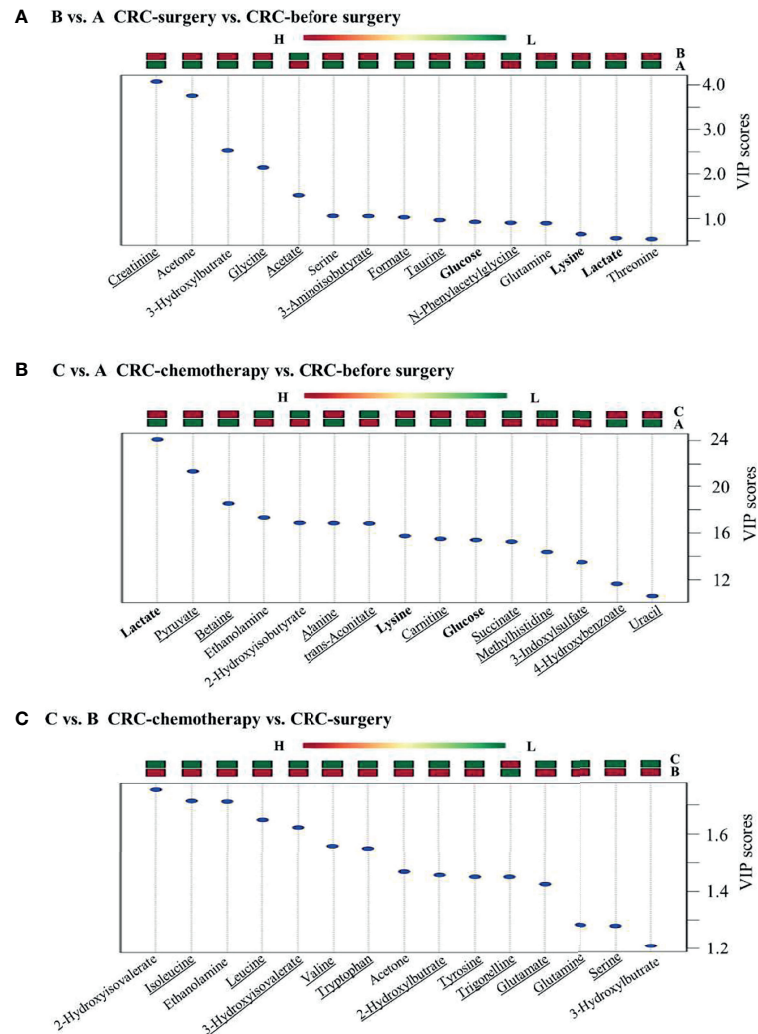 A B vs. A CRC-surgery vs. CRC-before surgery
H L
B
A
4.0
3.0
2.0
1.0
VIP scores
Creatinine
Acetone
3-Hydroxylbutrate
Glycine
Acetate
Serine
3-Aminoisobutyrate
Formate
Taurine
Glucose
N-Phenylacetylglycine
Glutamine
Lysine
Lactate
Threonine
B C vs. A CRC-chemotherapy vs. CRC-before surgery
H L
C
A
24
20
16
12
VIP scores
Lactate
Pyruvate
Betaine
Ethanolamine
2-Hydroxyisobutyrate
Alanine
trans-Aconitate
Lysine
Carnitine
Glucose
Succinate
Methylhistidine
3-Indoxylsulfate
4-Hydroxybenzoate
Uracil
C C vs. B CRC-chemotherapy vs. CRC-surgery
H L
C
B
1.6
1.4
1.2
VIP scores
2-Hydroxyisovalerate
Isoleucine
Ethanolamine
Leucine
3-Hydroxyisovalerate
Valine
Tryptophan
Acetone
2-Hydroxylbutrate
Tyrosine
Trigonelline
Glutamate
Glutamine
Serine
3-Hydroxylbutrate